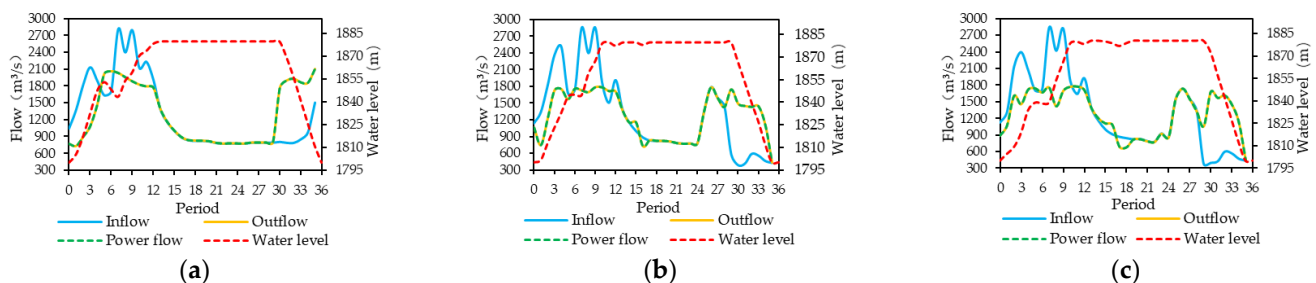 3000 2700 2400 2100 1800 1500 1200 900 600 300
Flow（m³/s）
0 3 6 9 12 15 18 21 24 27 30 33 36
Period
1885 1870 1855 1840 1825 1810 1795
Water level（m）
Inflow Outflow
Power flow Water level
(a)
3000 2700 2400 2100 1800 1500 1200 900 600 300
Flow（m³/s）
0 3 6 9 12 15 18 21 24 27 30 33 36
Period
1885 1870 1855 1840 1825 1810 1795
Water level（m）
Inflow Outflow
Power flow Water level
(b)
3000 2700 2400 2100 1800 1500 1200 900 600 300
Flow（m³/s）
0 3 6 9 12 15 18 21 24 27 30 33 36
Period
1885 1870 1855 1840 1825 1810 1795
Water level（m）
Inflow Outflow
Power flow Water level
(c)